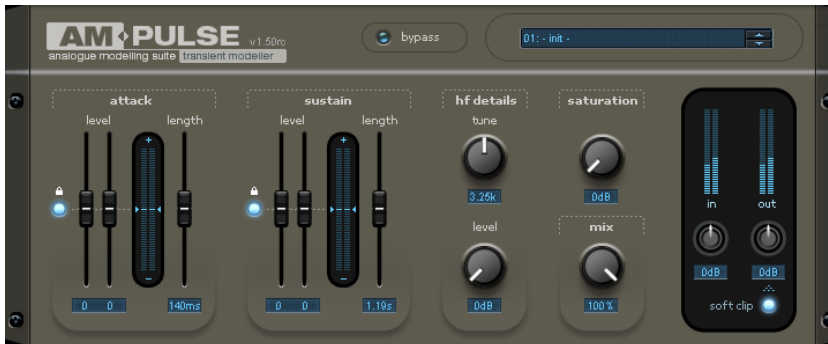 AM PULSE v1.50rc
analogue modelling suite transient modeller
bypass
01: - init -
attack
level length
0 0 140ms
sustain
level length
0 0 1.19s
hf details
tune
3.25k
level
0dB
saturation
0dB
mix
100%
in out
0dB 0dB
soft clip